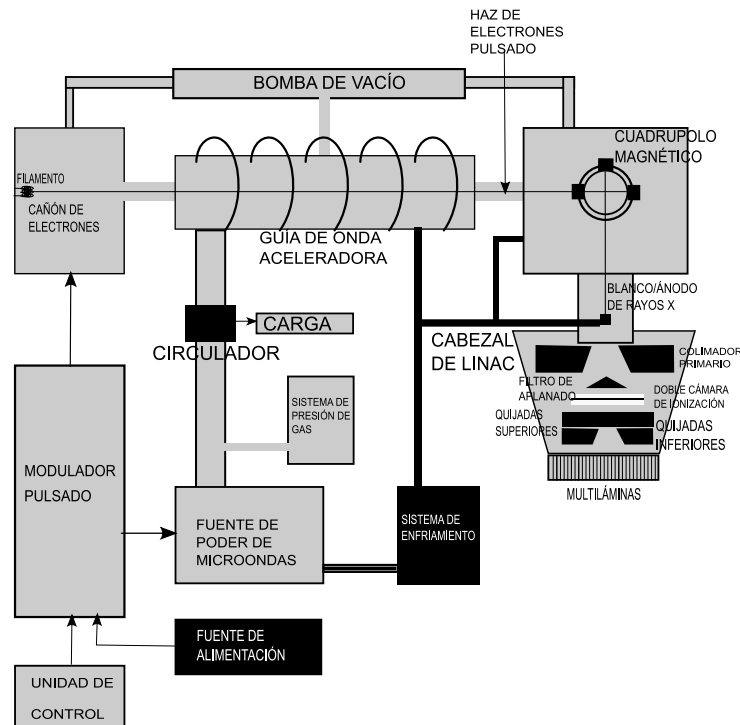 HAZ DE
ELECTRONES
PULSADO
BOMBA DE VACÍO
CUADRUPOLO
MAGNÉTICO
FILAMENTO
CAÑÓN DE
ELECTRONES
GUÍA DE ONDA
ACELERADORA
BLANCO/ÁNODO
DE RAYOS X
CARGA
CIRCULADOR
CABEZAL
DE LINAC
COLIMADOR
PRIMARIO
FILTRO DE
APLANADO
DOBLE CÁMARA
DE IONIZACIÓN
QUIJADAS
SUPERIORES
QUIJADAS
INFERIORES
MULTILÁMINAS
SISTEMA DE
PRESIÓN DE
GAS
MODULADOR
PULSADO
FUENTE DE
PODER DE
MICROONDAS
SISTEMA DE
ENFRIAMIENTO
FUENTE DE
ALIMENTACIÓN
UNIDAD DE
CONTROL